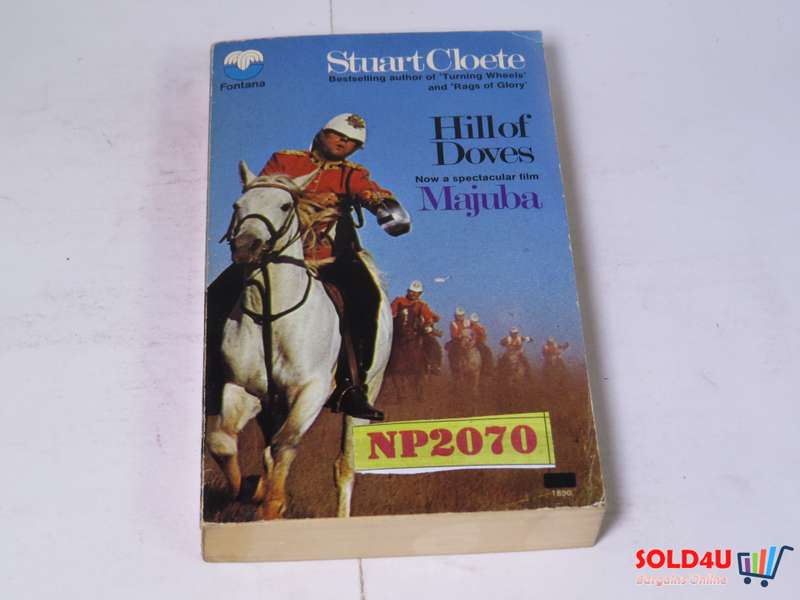 Fontana
Stuart Cloete
Bestselling author of 'Turning Wheels'
and 'Rags of Glory'
Hill of
Doves
Now a spectacular film
Majuba
NP2070
SOLD4U
Bargains Online